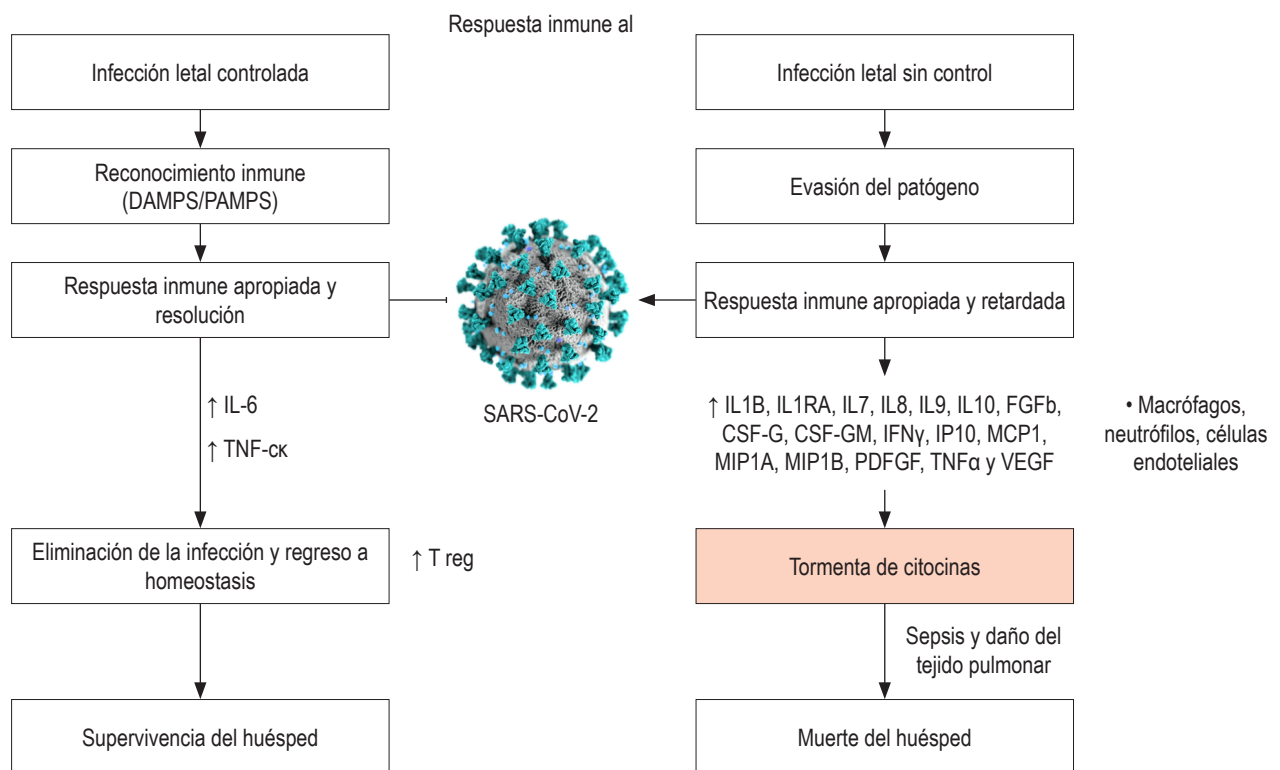 Respuesta inmune al
Infección letal controlada
Reconocimiento inmune
(DAMPS/PAMPS)
Respuesta inmune apropiada y
resolución
↑ IL-6
↑ TNF-cк
Eliminación de la infección y regreso a
homeostasis
↑ T reg
Supervivencia del huésped
SARS-CoV-2
Infección letal sin control
Evasión del patógeno
Respuesta inmune apropiada y retardada
↑ IL1B, IL1RA, IL7, IL8, IL9, IL10, FGFb,
CSF-G, CSF-GM, IFNγ, IP10, MCP1,
MIP1A, MIP1B, PDFGF, TNFα y VEGF
• Macrófagos,
neutrófilos, células
endoteliales
Tormenta de citocinas
Sepsis y daño del
tejido pulmonar
Muerte del huésped